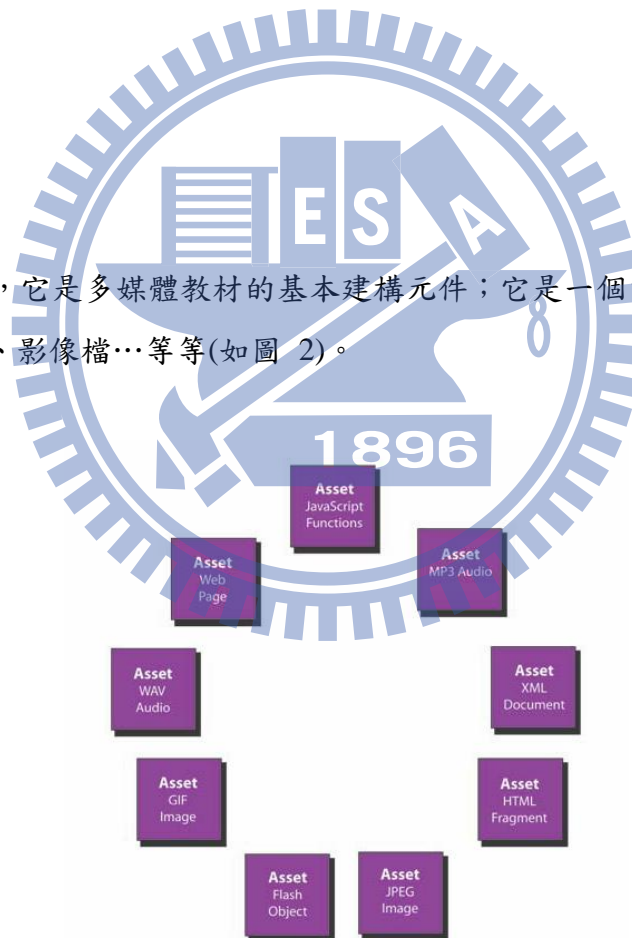 E S A
，它是多媒體教材的基本建構元件；它是一個
、影像檔…等等(如圖 2)。
1896
Asset
JavaScript
Functions
Asset
Web
Page
Asset
MP3 Audio
Asset
WAV
Audio
Asset
XML
Document
Asset
GIF
Image
Asset
HTML
Fragment
Asset
Flash
Object
Asset
JPEG
Image